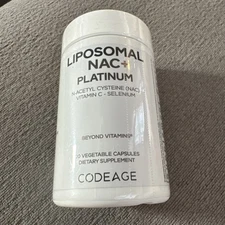 LIPOSOMAL
NAC+
PLATINUM
N-ACETYL CYSTEINE (NAC)
VITAMIN C - SELENIUM
BEYOND VITAMINS®
VEGETABLE CAPSULES
DIETARY SUPPLEMENT
CODEAGE